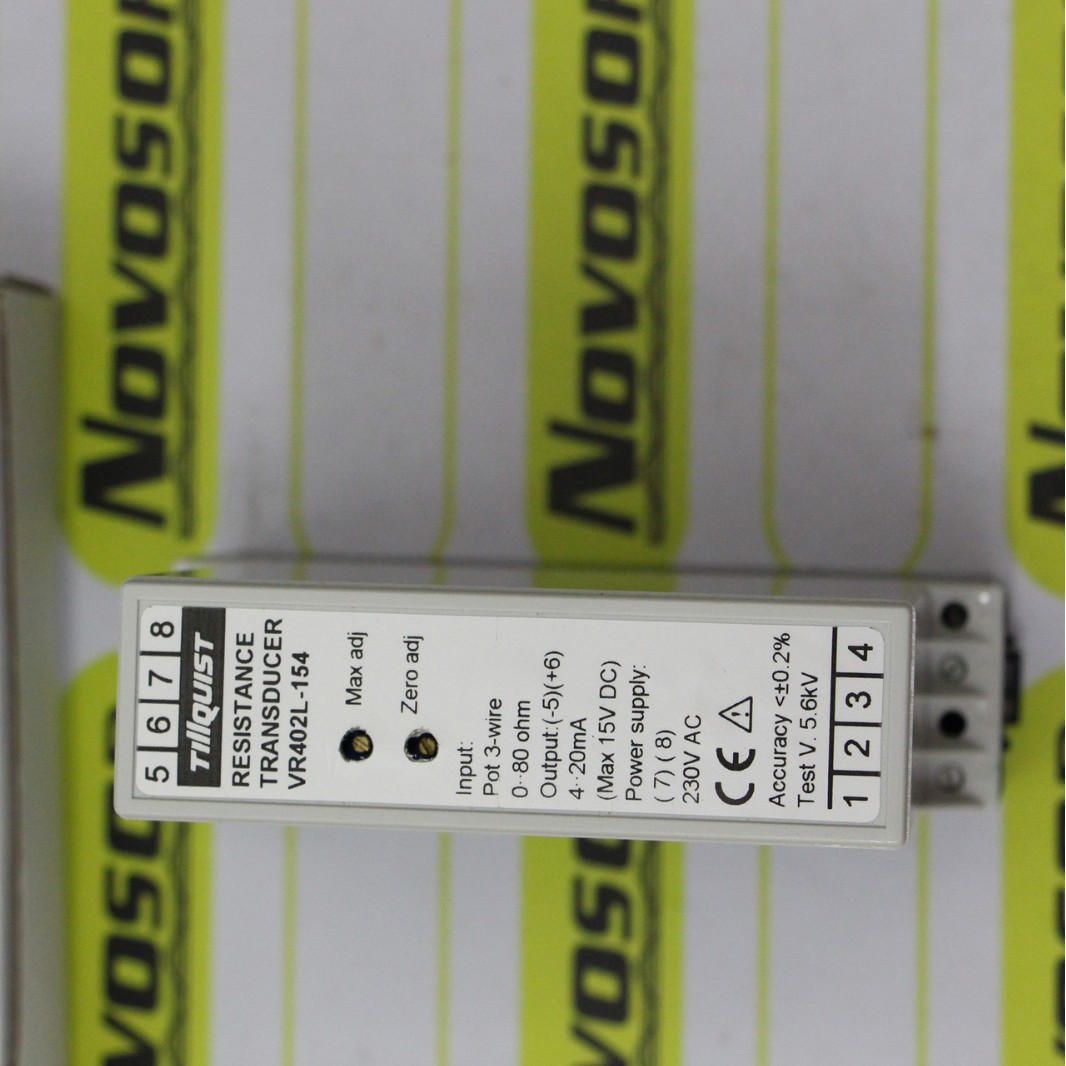 5 6 7 8
TILLQUIST
RESISTANCE
TRANSDUCER
VR402L-154
Max adj
Zero adj
Input:
Pot 3-wire
0··80 ohm
Output:(-5)(+6)
4··20mA
(Max 15V DC)
Power supply:
( 7) ( 8)
230V AC
CE
Accuracy <±0.2%
Test V. 5.6kV
1 2 3 4